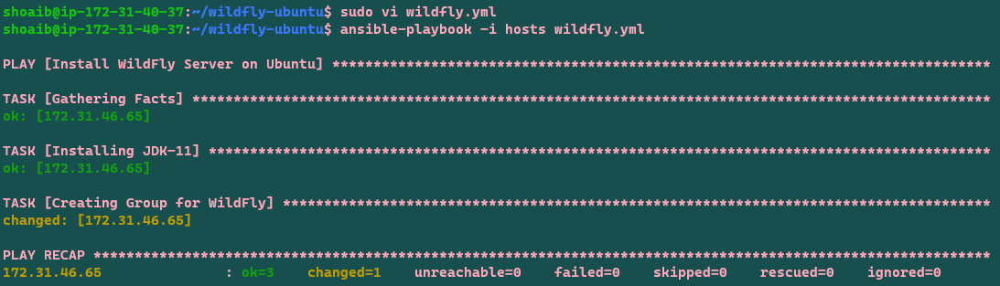 shoaib@ip-172-31-40-37:~/wildfly-ubuntu$ sudo vi wildfly.yml
shoaib@ip-172-31-40-37:~/wildfly-ubuntu$ ansible-playbook -i hosts wildfly.yml
PLAY [Install WildFly Server on Ubuntu] ********************************************************************************
TASK [Gathering Facts] *************************************************************************************************
ok: [172.31.46.65]
TASK [Installing JDK-11] ***********************************************************************************************
ok: [172.31.46.65]
TASK [Creating Group for WildFly] **************************************************************************************
changed: [172.31.46.65]
PLAY RECAP *************************************************************************************************************
172.31.46.65               : ok=3    changed=1    unreachable=0    failed=0    skipped=0    rescued=0    ignored=0